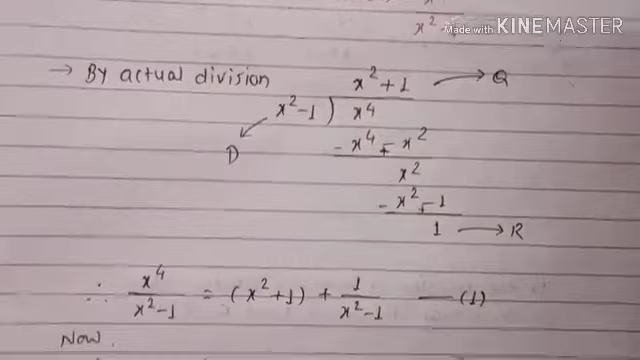 x²
Made with KINEMASTER
→ By actual division
x² + 1 → Q
x² - 1 ) x⁴
D
- x⁴ +- x²
x²
- x² +- 1
1 → R
∴ x⁴/(x² - 1) = (x² + 1) + 1/(x² - 1) — (1)
Now,